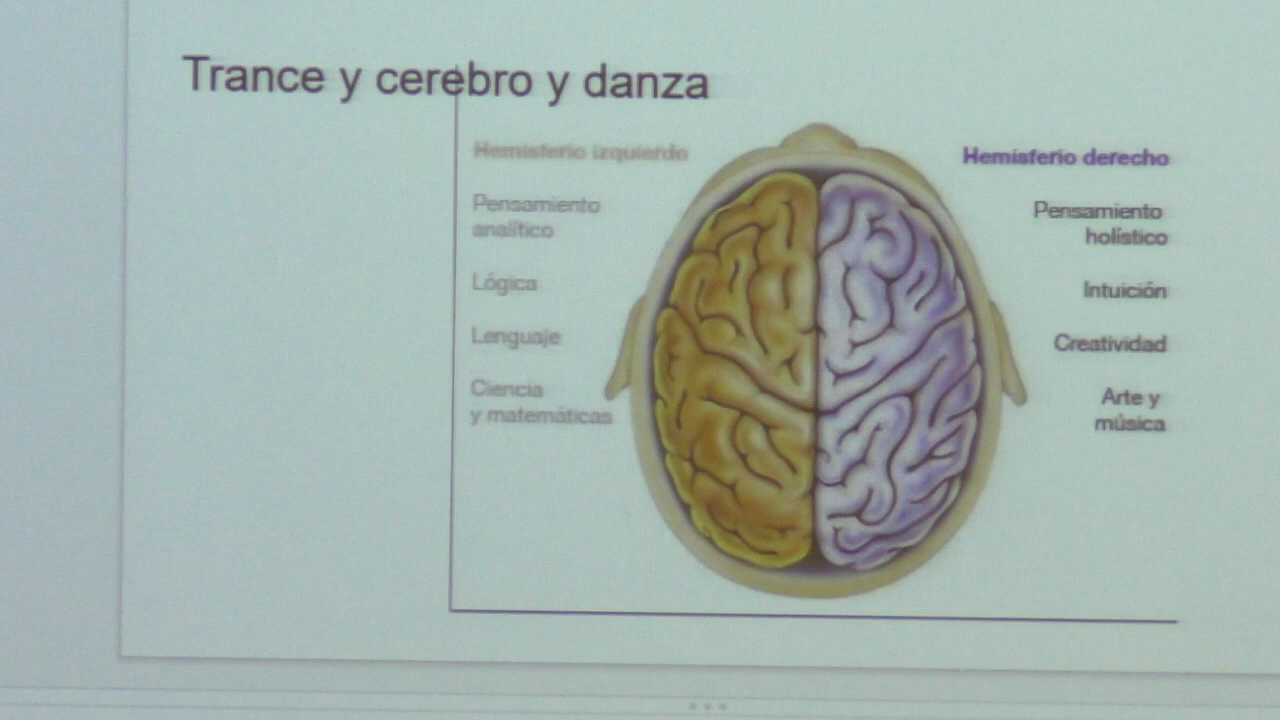 Trance y cerebro y danza
Hemisferio izquierdo
Pensamiento
analítico
Lógica
Lenguaje
Ciencia
y matemáticas
Hemisferio derecho
Pensamiento
holístico
Intuición
Creatividad
Arte y
música